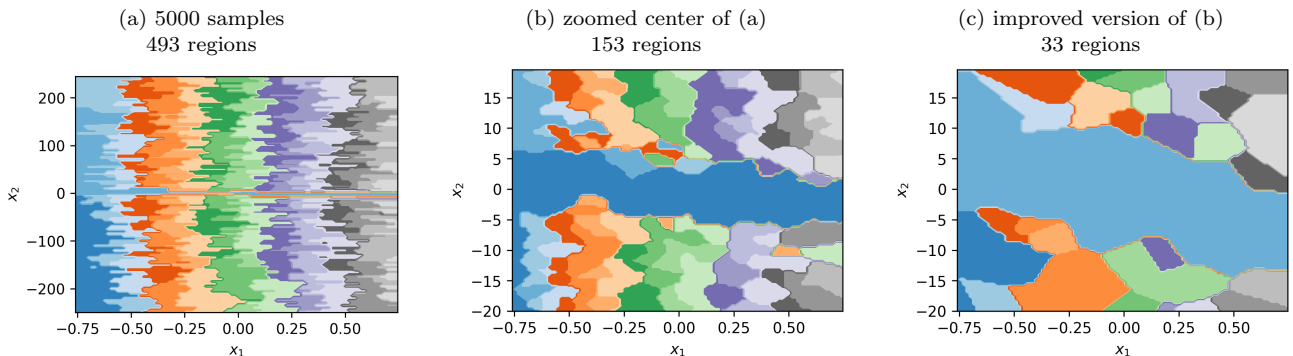 (a) 5000 samples
493 regions
200
100
0
−100
−200
x2
−0.75 −0.50 −0.25 0.00 0.25 0.50
x1
(b) zoomed center of (a)
153 regions
15
10
5
0
−5
−10
−15
−20
x2
−0.75 −0.50 −0.25 0.00 0.25 0.50
x1
(c) improved version of (b)
33 regions
15
10
5
0
−5
−10
−15
−20
x2
−0.75 −0.50 −0.25 0.00 0.25 0.50
x1